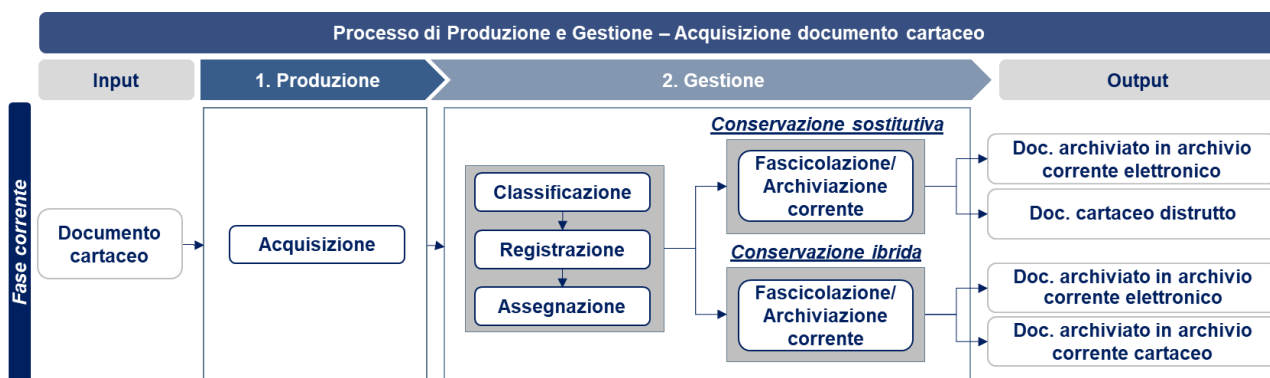 Processo di Produzione e Gestione – Acquisizione documento cartaceo
Input
1. Produzione
2. Gestione
Output
Fase corrente
Documento
cartaceo
Acquisizione
Classificazione
Registrazione
Assegnazione
Conservazione sostitutiva
Fascicolazione/
Archiviazione
corrente
Conservazione ibrida
Fascicolazione/
Archiviazione
corrente
Doc. archiviato in archivio
corrente elettronico
Doc. cartaceo distrutto
Doc. archiviato in archivio
corrente elettronico
Doc. archiviato in archivio
corrente cartaceo